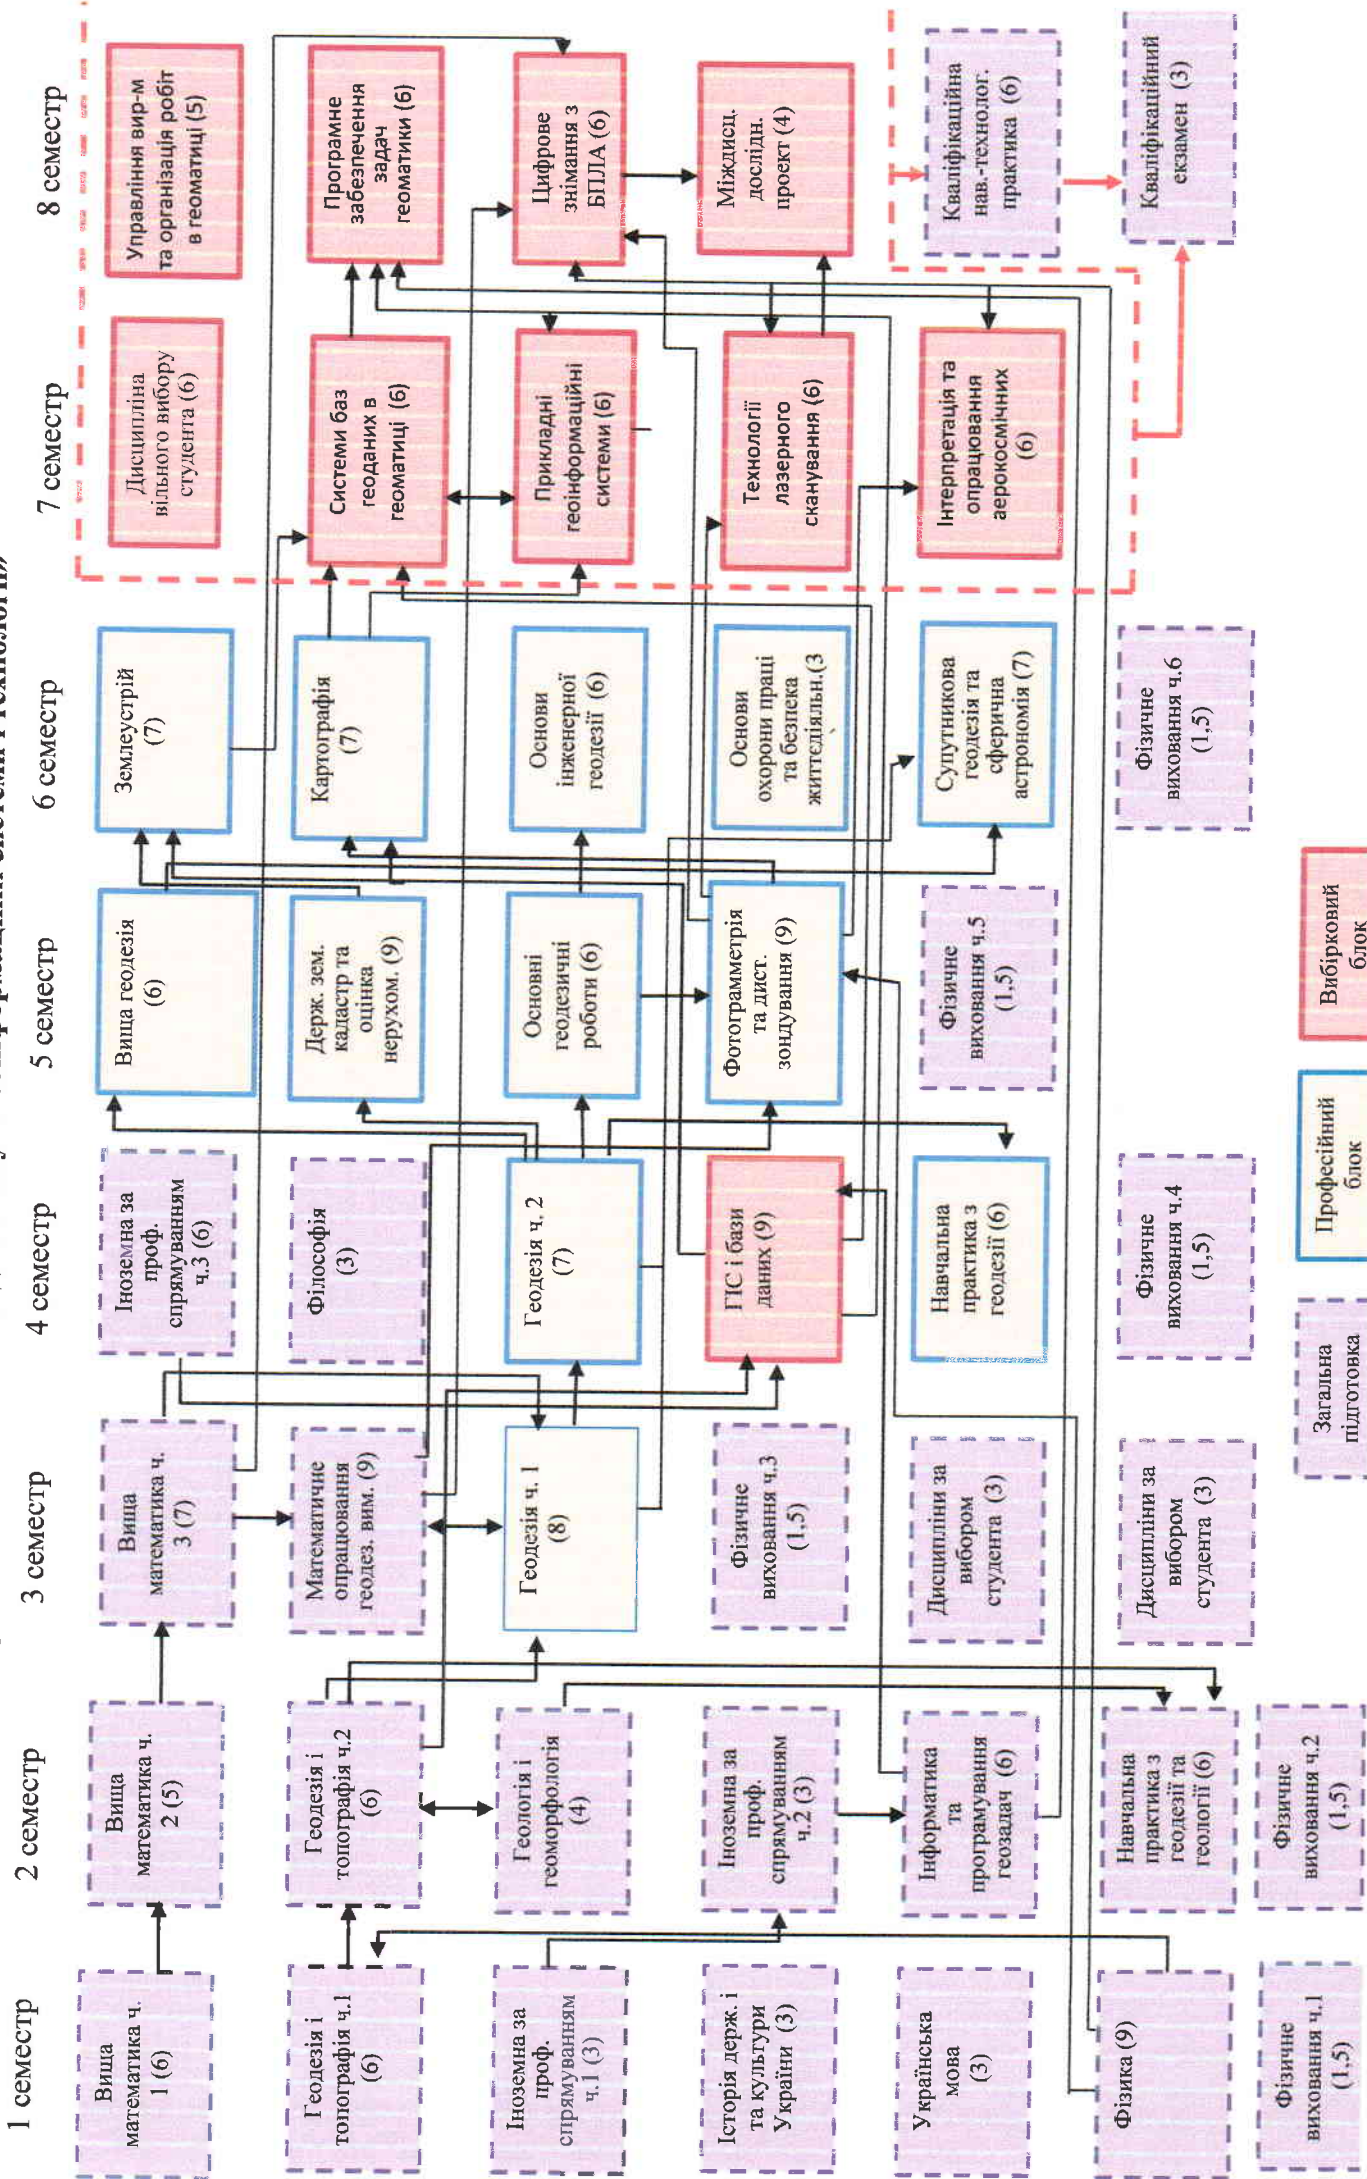 1 семестр
2 семестр
3 семестр
4 семестр
5 семестр
6 семестр
7 семестр
8 семестр
Вища
математика ч.
1 (6)
Геодезія і
топографія ч.1
(6)
Іноземна за
проф.
спрямуванням
ч.1 (3)
Історія держ. і
та культури
України (3)
Українська
мова
(3)
Фізика (9)
Фізичне
виховання ч.1
(1,5)
Вища
математика ч.
2 (5)
Геодезія і
топографія ч.2
(6)
Геологія і
геоморфологія
(4)
Іноземна за
проф.
спрямуванням
ч.2 (3)
Інформатика
та
програмування
геозадач (6)
Навчальна
практика з
геодезії та
геології (6)
Фізичне
виховання ч.2
(1,5)
Вища
математика ч.
3 (7)
Математичне
опрацювання
геодез. вим. (9)
Геодезія ч. 1
(8)
Фізичне
виховання ч.3
(1,5)
Дисципліни за
вибором
студента (3)
Дисципліни за
вибором
студента (3)
Іноземна за
проф.
спрямуванням
ч.3 (6)
Філософія
(3)
Геодезія ч. 2
(7)
ГІС і бази
даних (9)
Навчальна
практика з
геодезії (6)
Фізичне
виховання ч.4
(1,5)
Вища геодезія
(6)
Держ. зем.
кадастр та
оцінка
нерухом. (9)
Основні
геодезичні
роботи (6)
Фотограмметрія
та дист.
зондування (9)
Фізичне
виховання ч.5
(1,5)
Землеустрій
(7)
Картографія
(7)
Основи
інженерної
геодезії (6)
Основи
охорони праці
та безпека
життєдіяльн.(3
Супутникова
геодезія та
сферична
астрономія (7)
Фізичне
виховання ч.6
(1,5)
Дисципліна
вільного вибору
студента (6)
Системи баз
геоданих в
геоматиці (6)
Прикладні
геоінформаційні
системи (6)
Технології
лазерного
сканування (6)
Інтерпретація та
опрацювання
аерокосмічних
(6)
Управління вир-м
та організація робіт
в геоматиці (5)
Програмне
забезпечення
задач
геоматики (6)
Цифрове
знімання з
БПЛА (6)
Міждисц.
дослідн.
проект (4)
Кваліфікаційна
нав.-технолог.
практика (6)
Кваліфікаційний
екзамен (3)
Загальна
підготовка
Професійний
блок
Вибірковий
блок